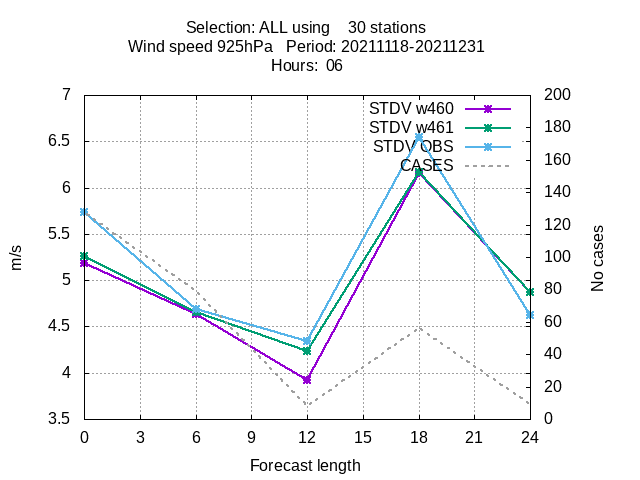 Selection: ALL using 30 stations
Wind speed 925hPa Period: 20211118-20211231
Hours: 06
7
6.5
6
5.5
5
4.5
4
3.5
m/s
STDV w460
STDV w461
STDV OBS
CASES
200
180
160
140
120
100
80
60
40
20
0
No cases
0 3 6 9 12 15 18 21 24
Forecast length